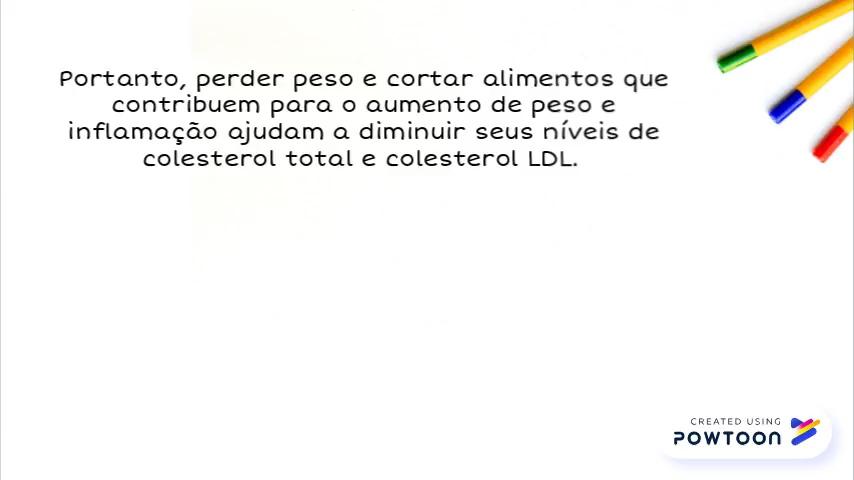 Portanto, perder peso e cortar alimentos que
contribuem para o aumento de peso e
inflamação ajudam a diminuir seus níveis de
colesterol total e colesterol LDL.
CREATED USING
POWTOON